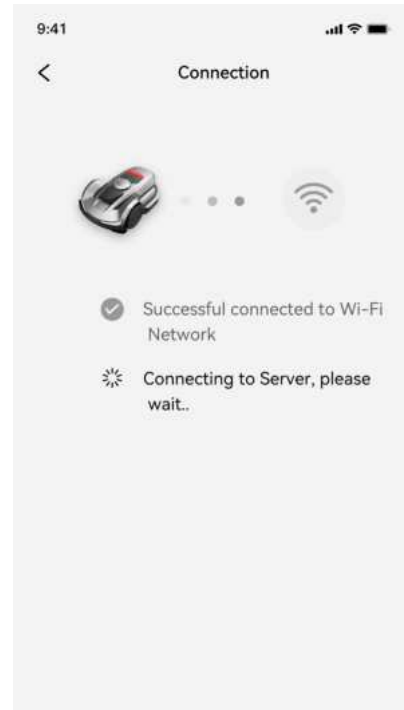 9:41
Connection
Successful connected to Wi-Fi
Network
Connecting to Server, please
wait..